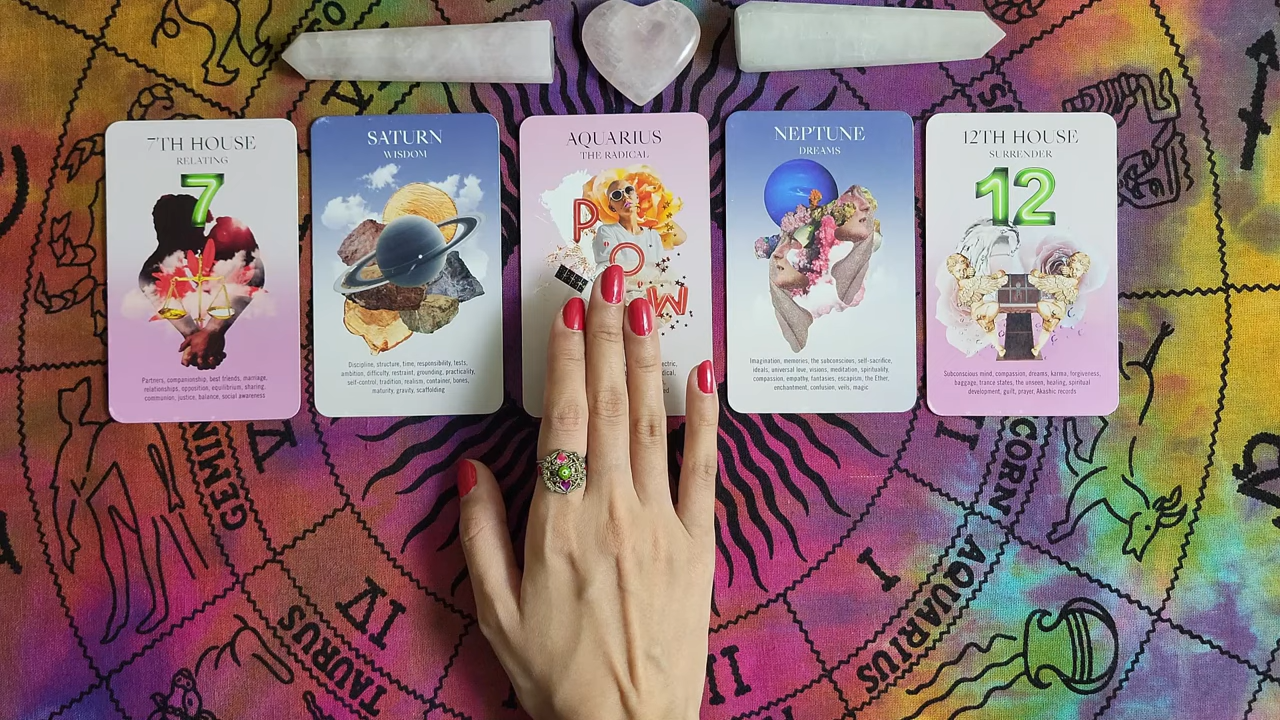 7TH HOUSE
RELATING
7
Partners, companionship, best friends, marriage,
relationships, opposition, equilibrium, sharing,
communion, justice, balance, social awareness
SATURN
WISDOM
Discipline, structure, time, responsibility, tests,
ambition, difficulty, restraint, grounding, practicality,
self-control, tradition, realism, container, bones,
maturity, gravity, scaffolding
AQUARIUS
THE RADICAL
P
O
W
NEPTUNE
DREAMS
Imagination, memories, the subconscious, self-sacrifice,
ideals, universal love, visions, meditation, spirituality,
compassion, empathy, fantasies, escapism, the Ether,
enchantment, confusion, veils, magic
12TH HOUSE
SURRENDER
12
Subconscious mind, compassion, dreams, karma, forgiveness,
baggage, trance states, the unseen, healing, spiritual
development, guilt, prayer, Akashic records
GEMIN
V
TAURUS
IV
I
AQUARIUS
II
CORN